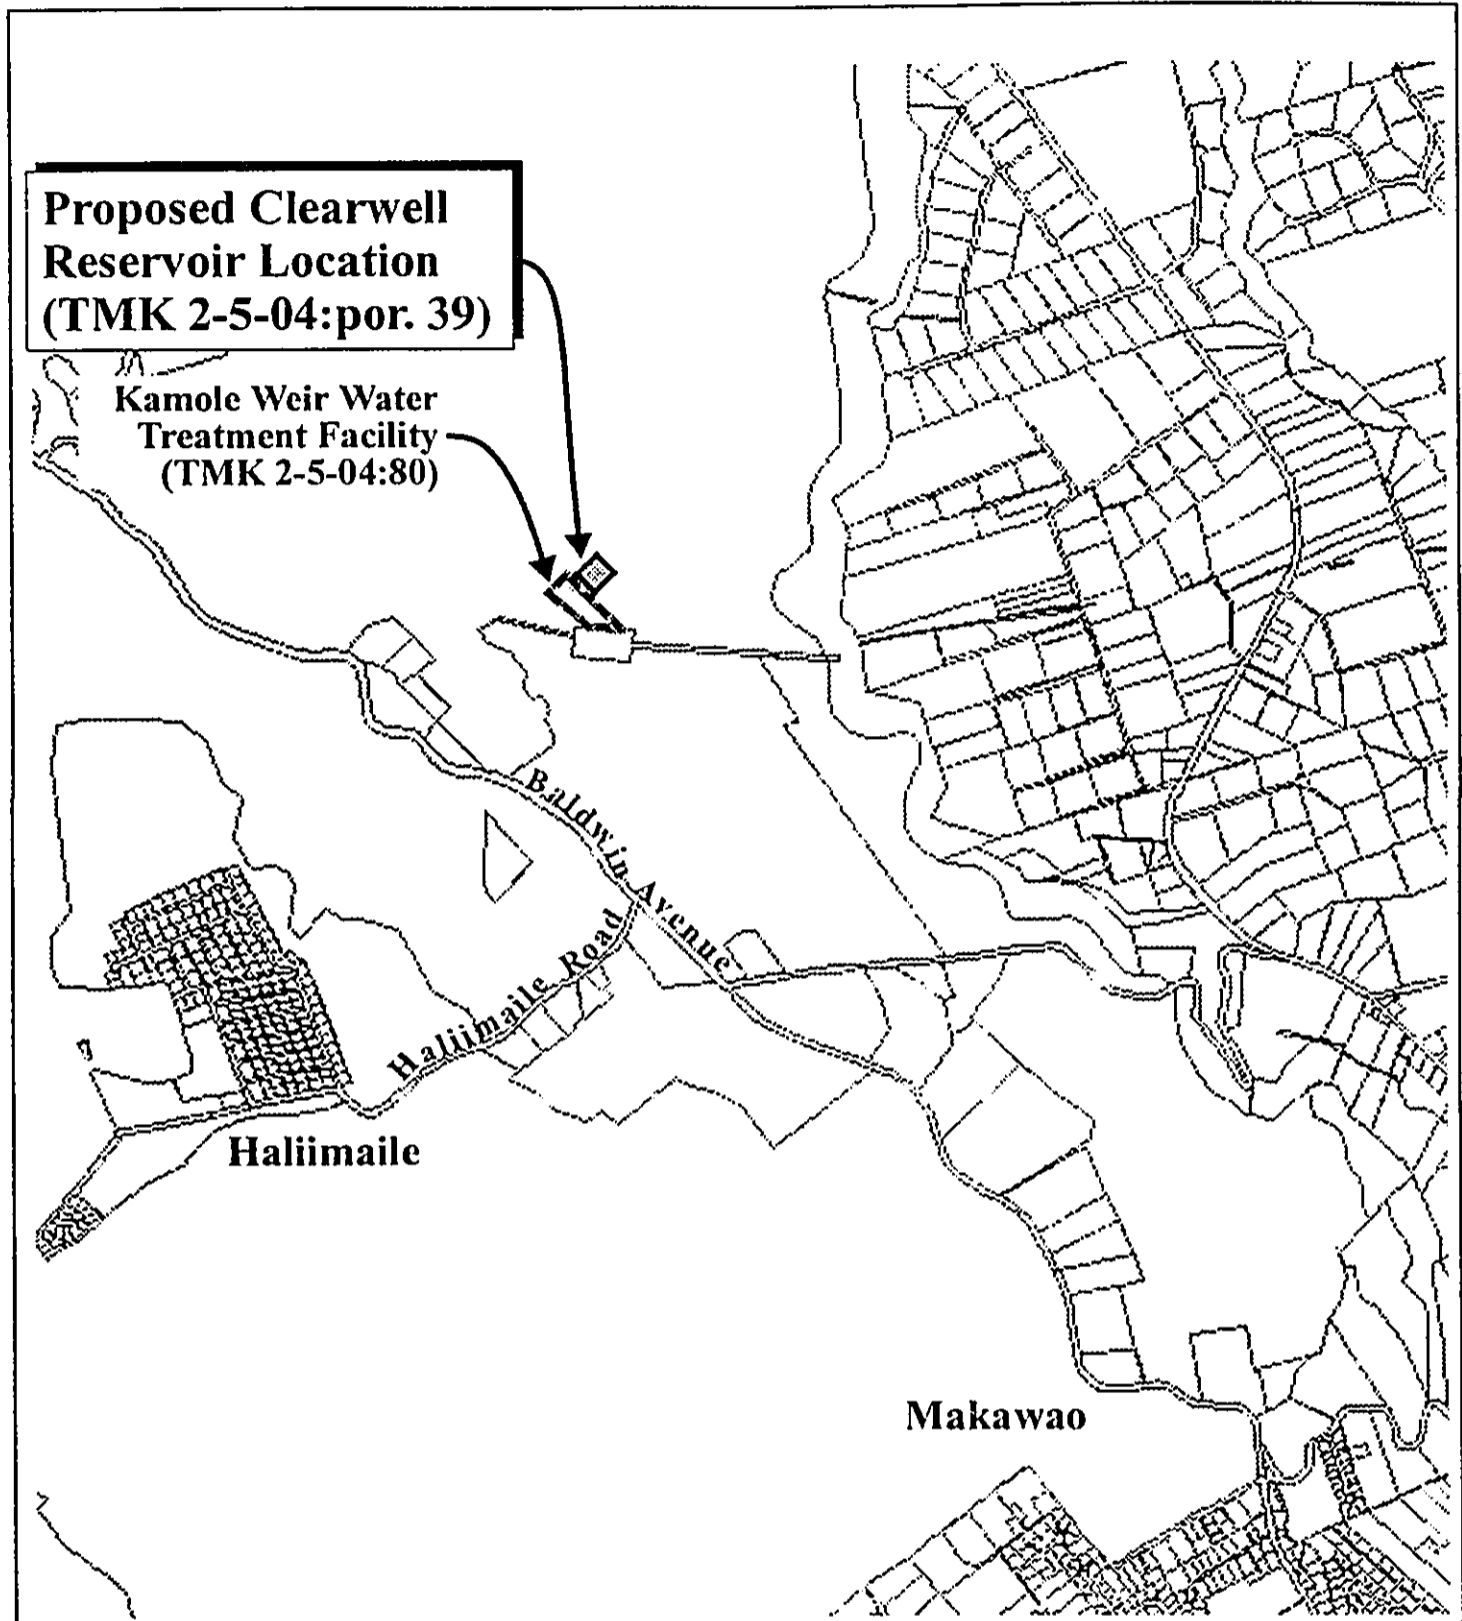 Proposed Clearwell
Reservoir Location
(TMK 2-5-04:por. 39)
Kamole Weir Water
Treatment Facility
(TMK 2-5-04:80)
Baldwin Avenue
Haliimaile Road
Haliimaile
Makawao